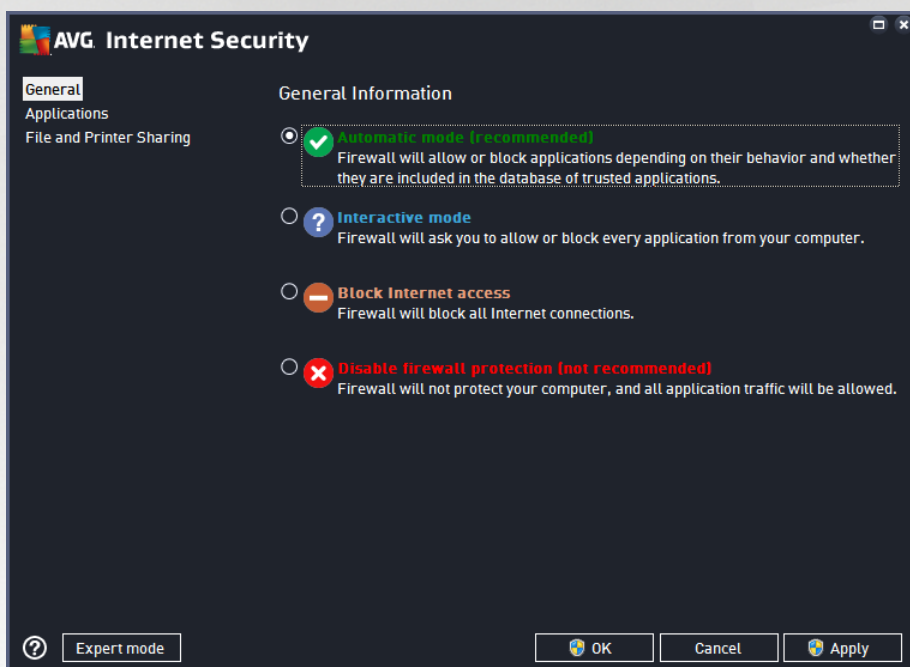 AVG Internet Security
General
Applications
File and Printer Sharing
General Information
Automatic mode (recommended)
Firewall will allow or block applications depending on their behavior and whether
they are included in the database of trusted applications.
Interactive mode
Firewall will ask you to allow or block every application from your computer.
Block Internet access
Firewall will block all Internet connections.
Disable firewall protection (not recommended)
Firewall will not protect your computer, and all application traffic will be allowed.
Expert mode
OK
Cancel
Apply